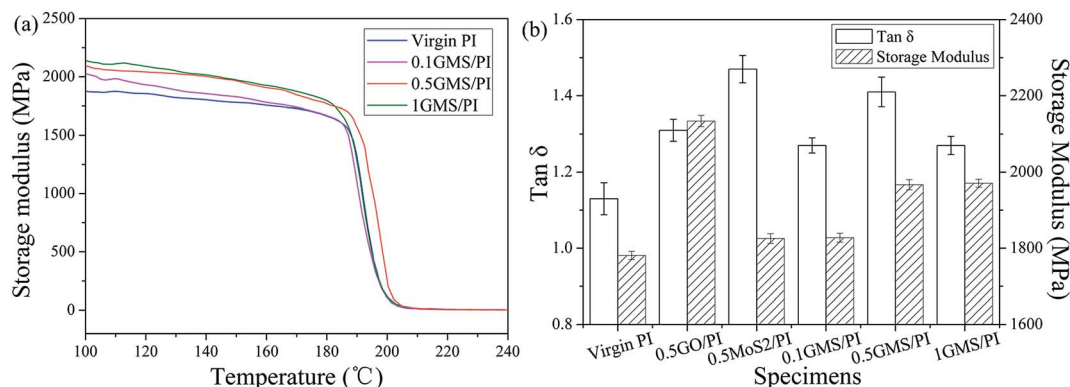 (a)
2500
2000
1500
1000
500
0
Storage modulus (MPa)
Virgin PI
0.1GMS/PI
0.5GMS/PI
1GMS/PI
100 120 140 160 180 200 220 240
Temperature (℃)
(b)
1.6
1.4
1.2
1.0
0.8
Tan δ
Tan δ
Storage Modulus
2400
2200
2000
1800
1600
Storage Modulus (MPa)
Virgin PI 0.5GO/PI 0.5MoS2/PI 0.1GMS/PI 0.5GMS/PI 1GMS/PI
Specimens